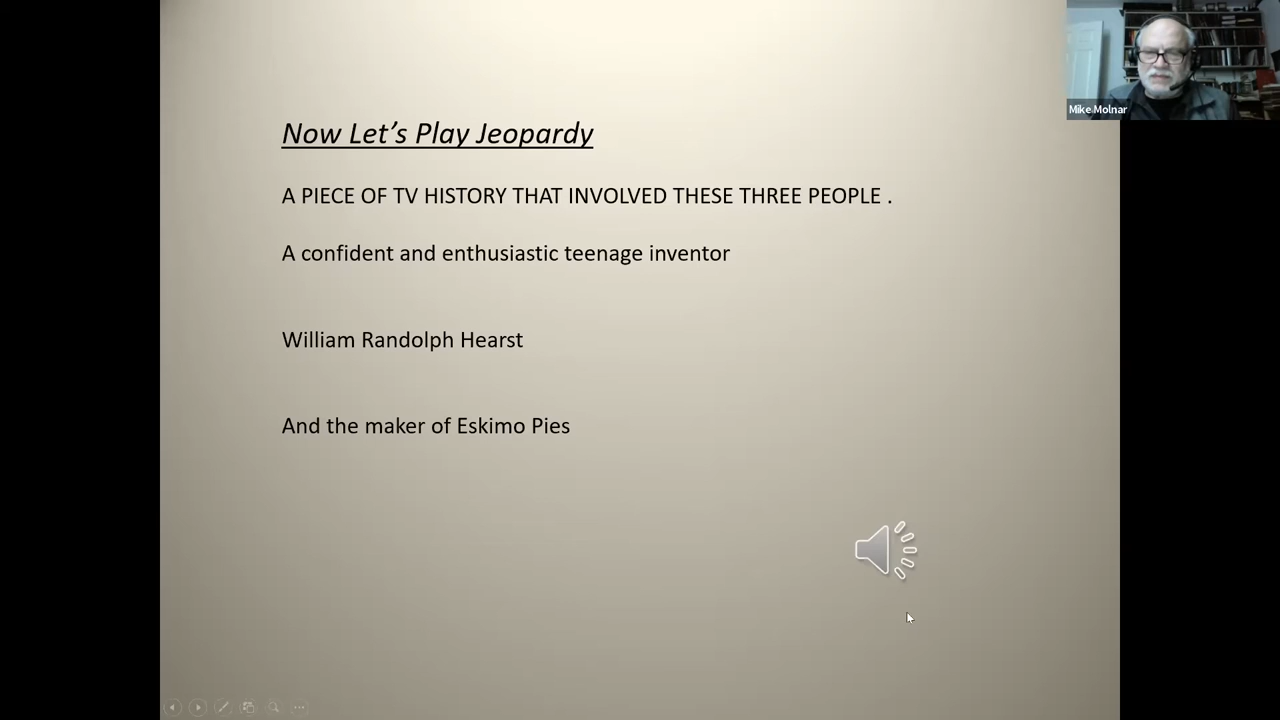 Mike Molnar
Now Let's Play Jeopardy
A PIECE OF TV HISTORY THAT INVOLVED THESE THREE PEOPLE .
A confident and enthusiastic teenage inventor
William Randolph Hearst
And the maker of Eskimo Pies